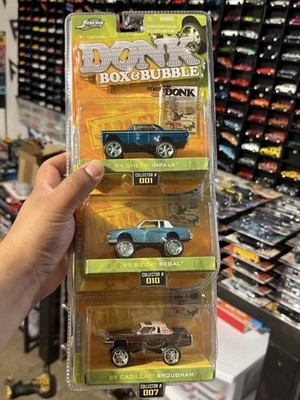 Jada
DONK
BOX & BUBBLE
DONK
'64 CHEVY IMPALA
COLLECTOR #
001
'87 BUICK REGAL
COLLECTOR #
010
'85 CADILLAC BROUGHAM
COLLECTOR #
007